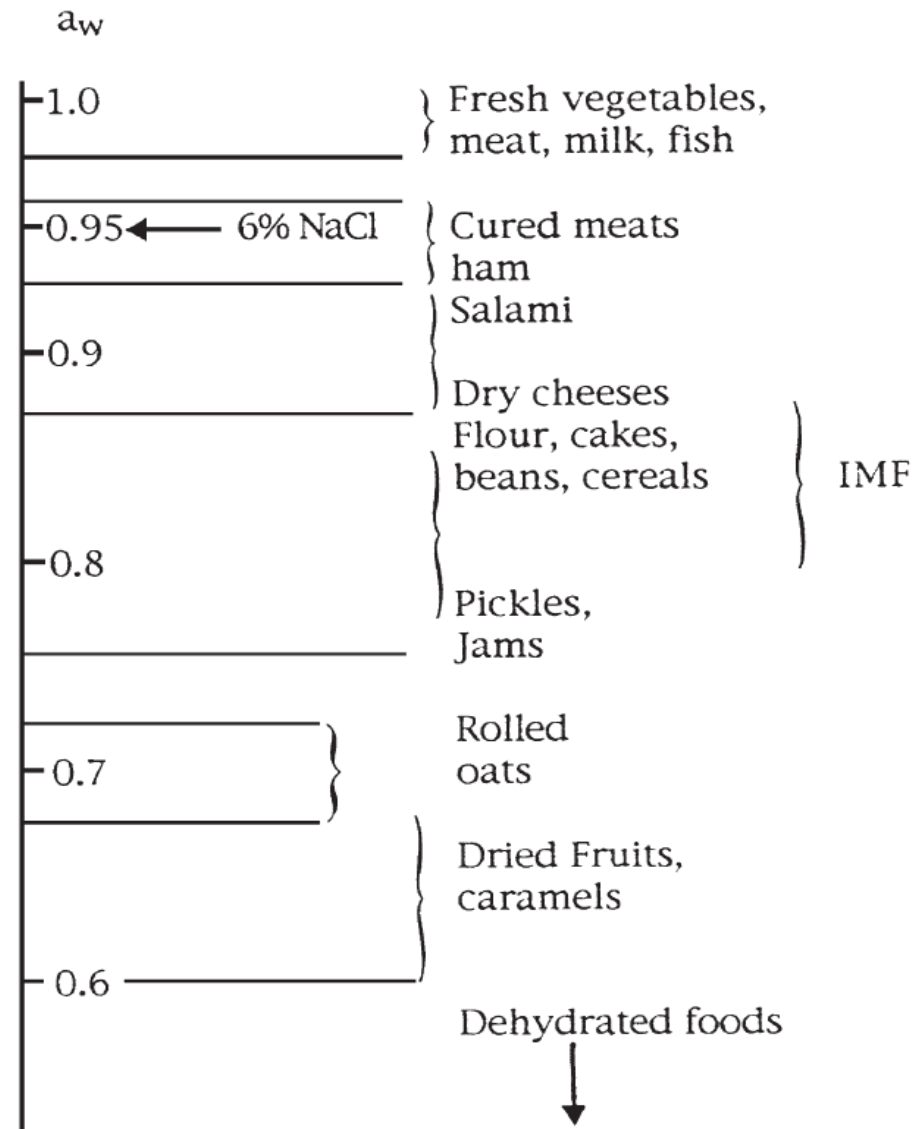 aw
1.0
Fresh vegetables,
meat, milk, fish
0.95
6% NaCl
Cured meats
ham
Salami
0.9
Dry cheeses
Flour, cakes,
beans, cereals
IMF
0.8
Pickles,
Jams
Rolled
oats
0.7
Dried Fruits,
caramels
0.6
Dehydrated foods